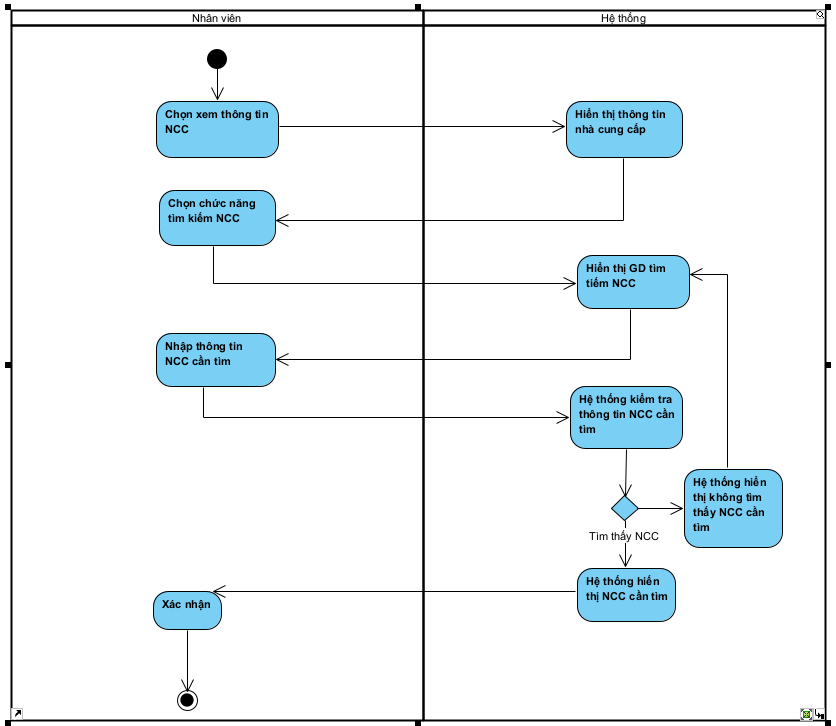 Nhân viên
Hệ thống
Chọn xem thông tin
NCC
Hiển thị thông tin
nhà cung cấp
Chọn chức năng
tìm kiếm NCC
Hiển thị GD tìm
tiếm NCC
Nhập thông tin
NCC cần tìm
Hệ thống kiểm tra
thông tin NCC cần
tìm
Hệ thống hiển
thị không tìm
thấy NCC cần
tìm
Tìm thấy NCC
Hệ thống hiển
thị NCC cần tìm
Xác nhận